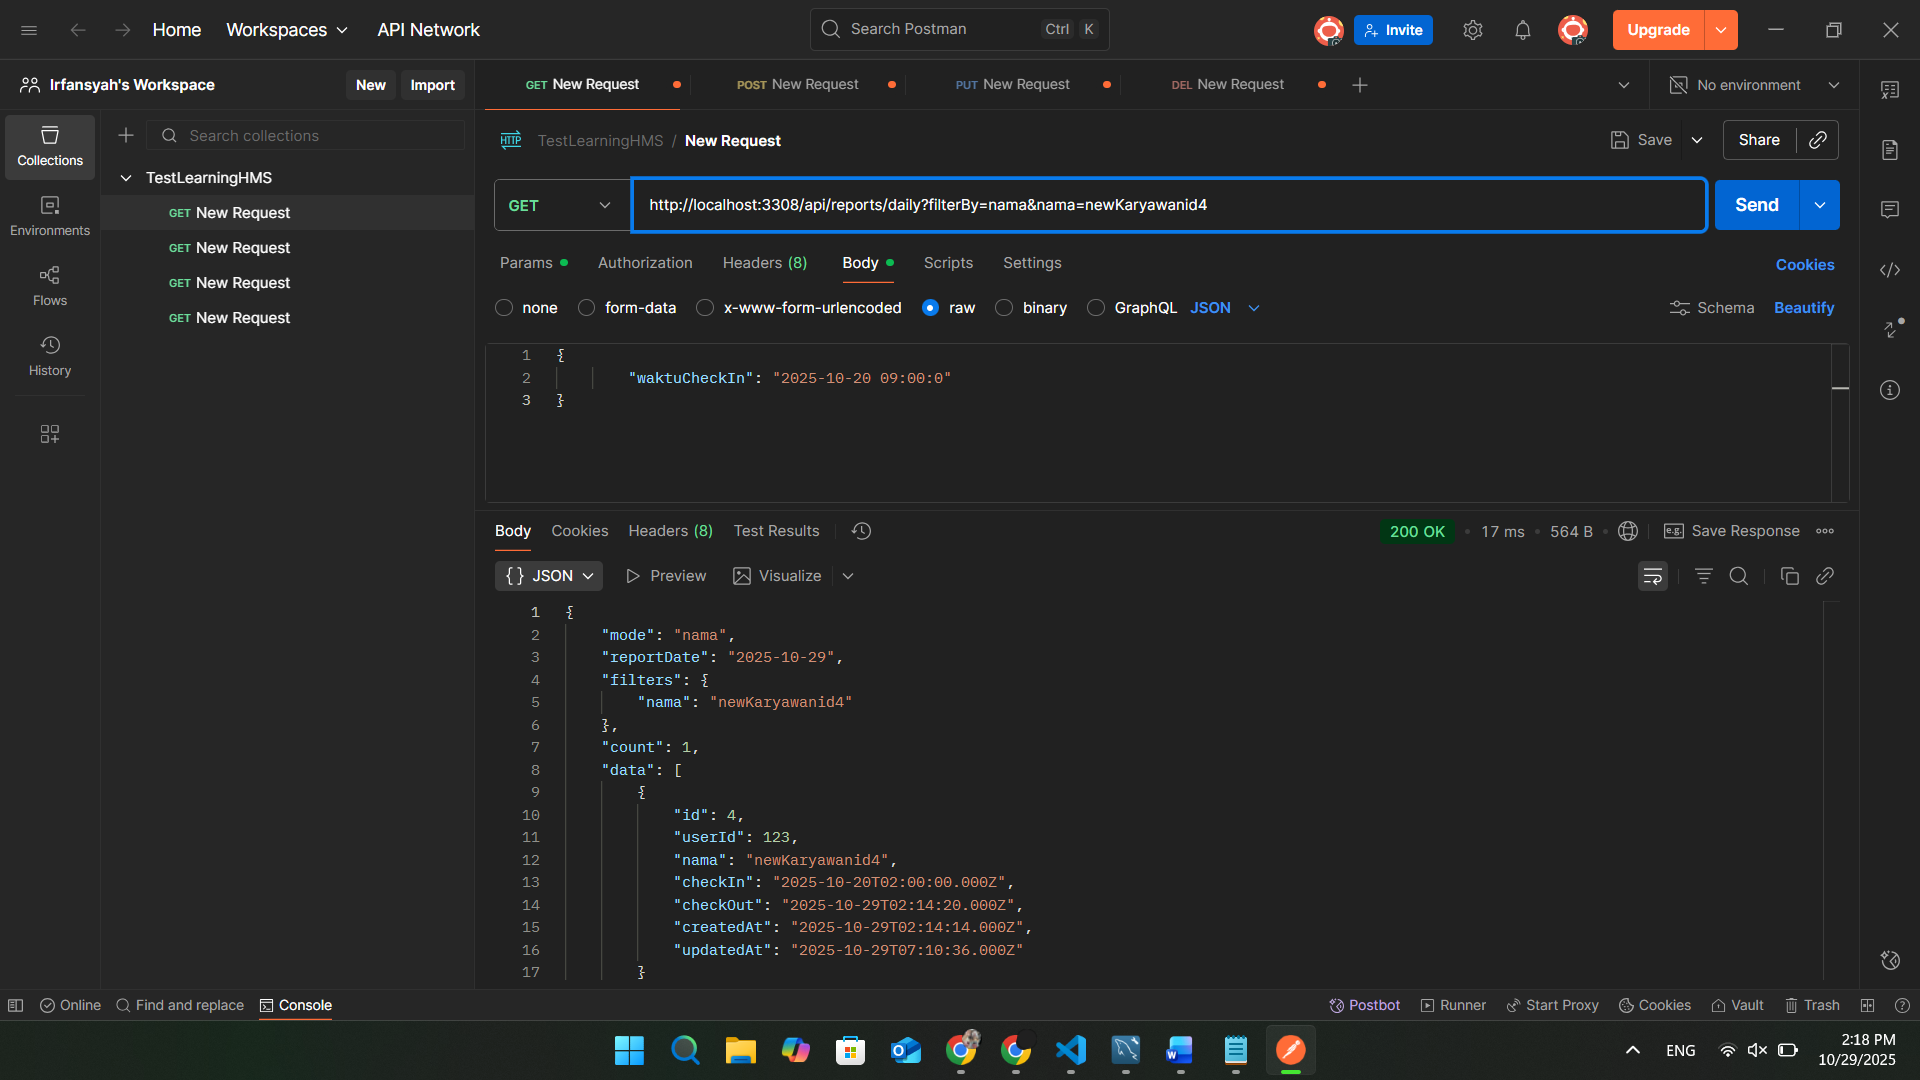 Home
Workspaces
API Network
Search Postman
Ctrl
K
Invite
Upgrade
Irfansyah's Workspace
New
Import
GET New Request
POST New Request
PUT New Request
DEL New Request
No environment
Collections
Environments
Flows
History
Search collections
TestLearningHMS
GET New Request
GET New Request
GET New Request
GET New Request
HTTP
TestLearningHMS / New Request
Save
Share
GET
http://localhost:3308/api/reports/daily?filterBy=nama&nama=newKaryawanid4
Send
Params
Authorization
Headers (8)
Body
Scripts
Settings
Cookies
none
form-data
x-www-form-urlencoded
raw
binary
GraphQL
JSON
Schema
Beautify
1 {
2 "waktuCheckIn": "2025-10-20 09:00:0"
3 }
Body
Cookies
Headers (8)
Test Results
200 OK
17 ms
564 B
e.g.
Save Response
{} JSON
Preview
Visualize
1 {
2 "mode": "nama",
3 "reportDate": "2025-10-29",
4 "filters": {
5 "nama": "newKaryawanid4"
6 },
7 "count": 1,
8 "data": [
9 {
10 "id": 4,
11 "userId": 123,
12 "nama": "newKaryawanid4",
13 "checkIn": "2025-10-20T02:00:00.000Z",
14 "checkOut": "2025-10-29T02:14:20.000Z",
15 "createdAt": "2025-10-29T02:14:14.000Z",
16 "updatedAt": "2025-10-29T07:10:36.000Z"
17 }
Online
Find and replace
Console
Postbot
Runner
Start Proxy
Cookies
Vault
Trash
ENG
2:18 PM
10/29/2025